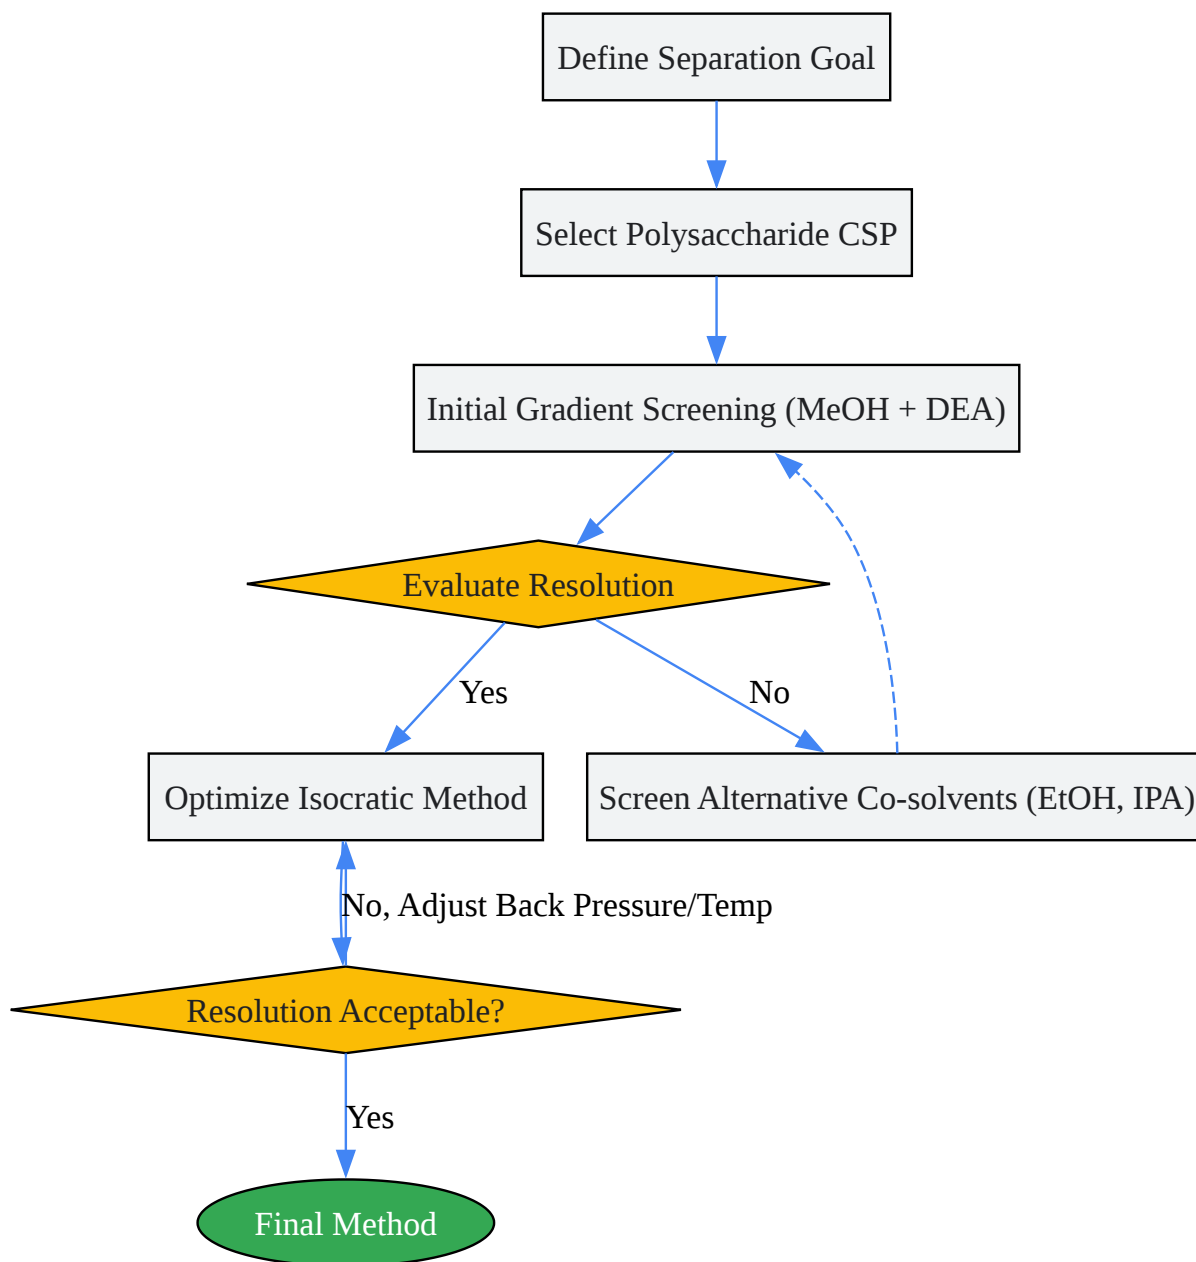 Define Separation Goal
Select Polysaccharide CSP
Initial Gradient Screening (MeOH + DEA)
Evaluate Resolution
Yes
No
Optimize Isocratic Method
Screen Alternative Co-solvents (EtOH, IPA)
No, Adjust Back Pressure/Temp
Resolution Acceptable?
Yes
Final Method